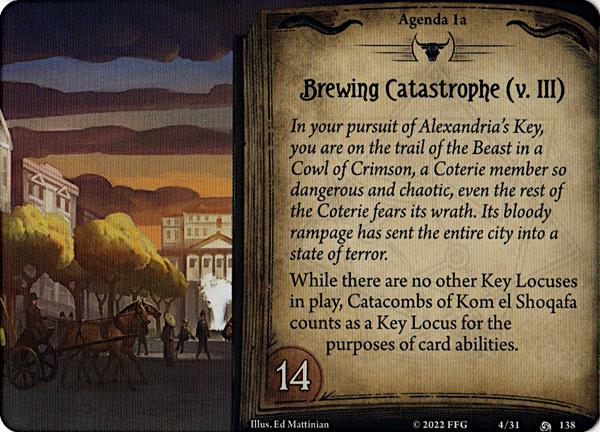 Agenda 1a
Brewing Catastrophe (v. III)
In your pursuit of Alexandria's Key,
you are on the trail of the Beast in a
Cowl of Crimson, a Coterie member so
dangerous and chaotic, even the rest of
the Coterie fears its wrath. Its bloody
rampage has sent the entire city into a
state of terror.
While there are no other Key Locuses
in play, Catacombs of Kom el Shoqafa
counts as a Key Locus for the
purposes of card abilities.
14
Illus. Ed Mattinian © 2022 FFG 4/31 138